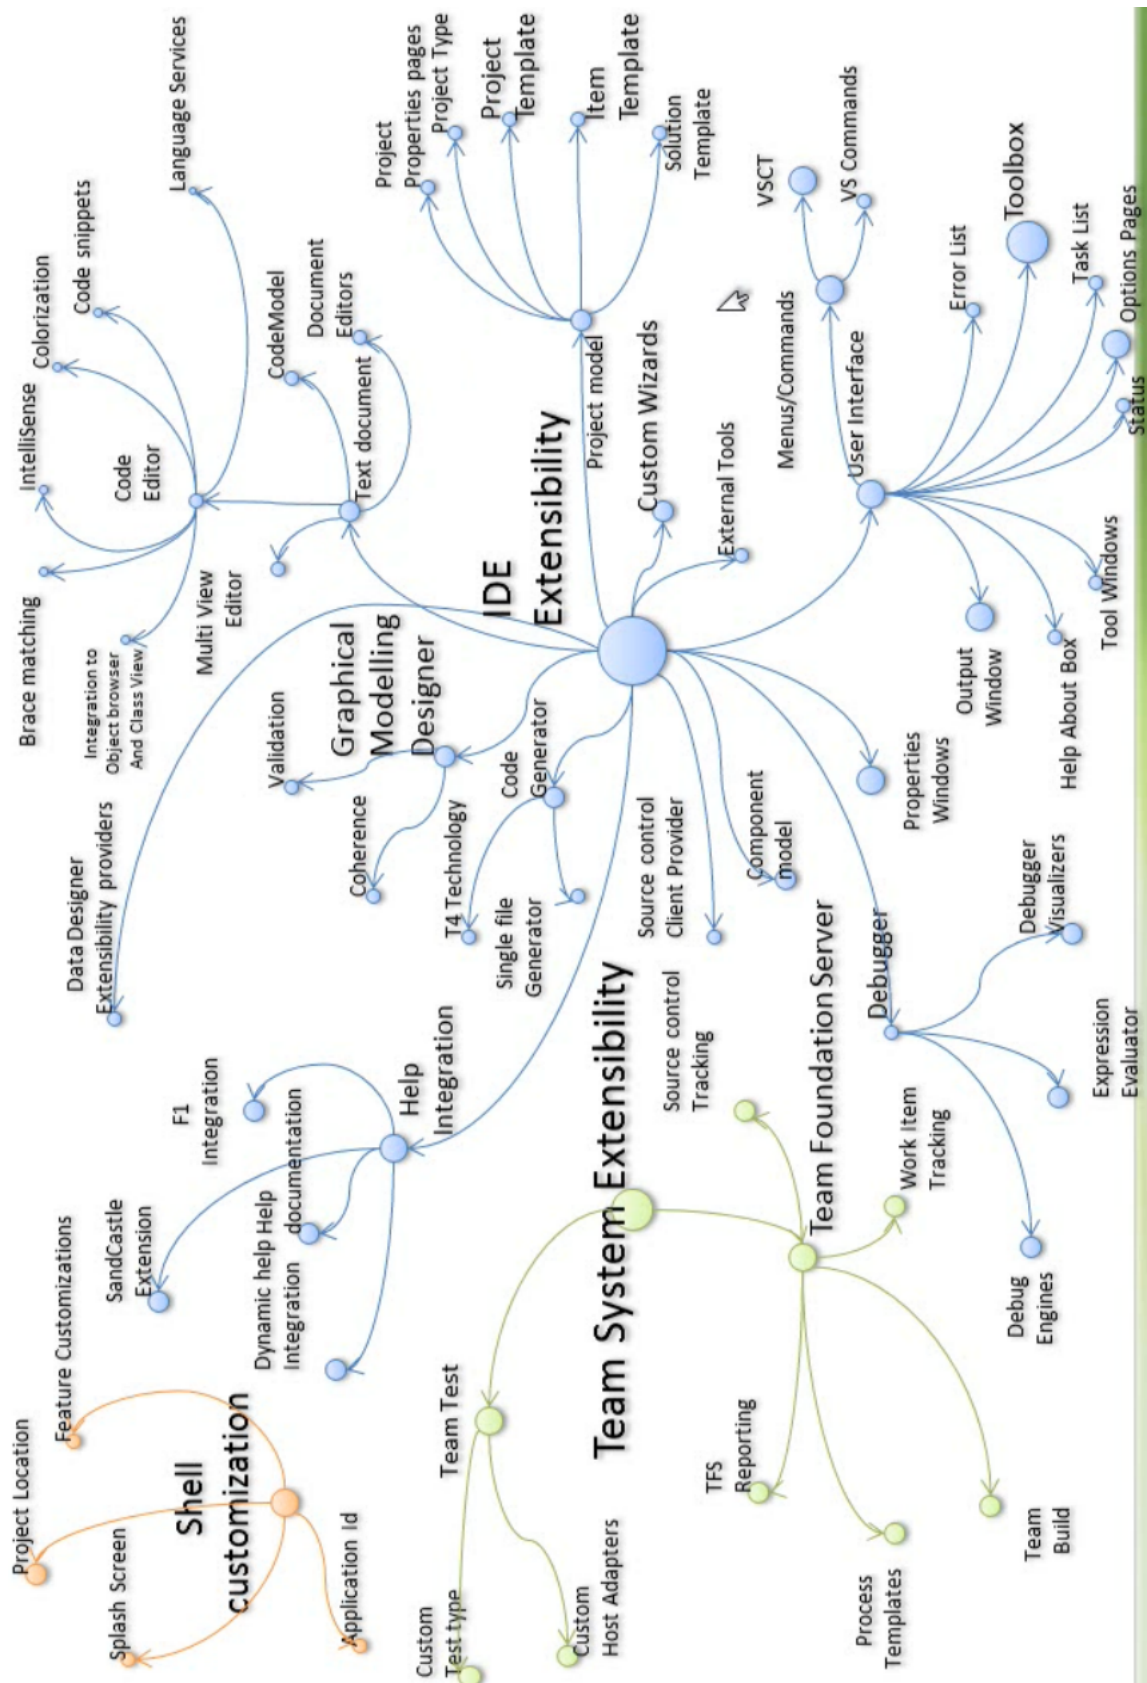 Project Location
Feature Customizations
Splash Screen
Shell
customization
Application Id
SandCastle
Extension
F1
Integration
Dynamic help Help
Integration
documentation
Help
Integration
Data Designer
Extensibility providers
Brace matching
IntelliSense
Colorization
Code snippets
Language Services
Integration to
Object browser
And Class View
Code
Editor
Multi View
Editor
CodeModel
Document
Editors
Text document
Validation
Graphical
Modelling
Designer
Coherence
T4 Technology
Code
Generator
Single file
Generator
IDE
Extensibility
Project
Properties pages
Project Type
Project
Template
Item
Template
Solution
Template
Project model
Custom Wizards
External Tools
Source control
Client Provider
Component
model
Menus/Commands
VSCT
VS Commands
User Interface
Error List
Toolbox
Task List
Options Pages
Status
Tool Windows
Help About Box
Output
Window
Properties
Windows
Debugger
Debugger
Visualizers
Expression
Evaluator
Debug
Engines
Team System Extensibility
Team Test
Custom
Test type
Custom
Host Adapters
Team Foundation Server
Source control
Tracking
Work Item
Tracking
TFS
Reporting
Process
Templates
Team
Build